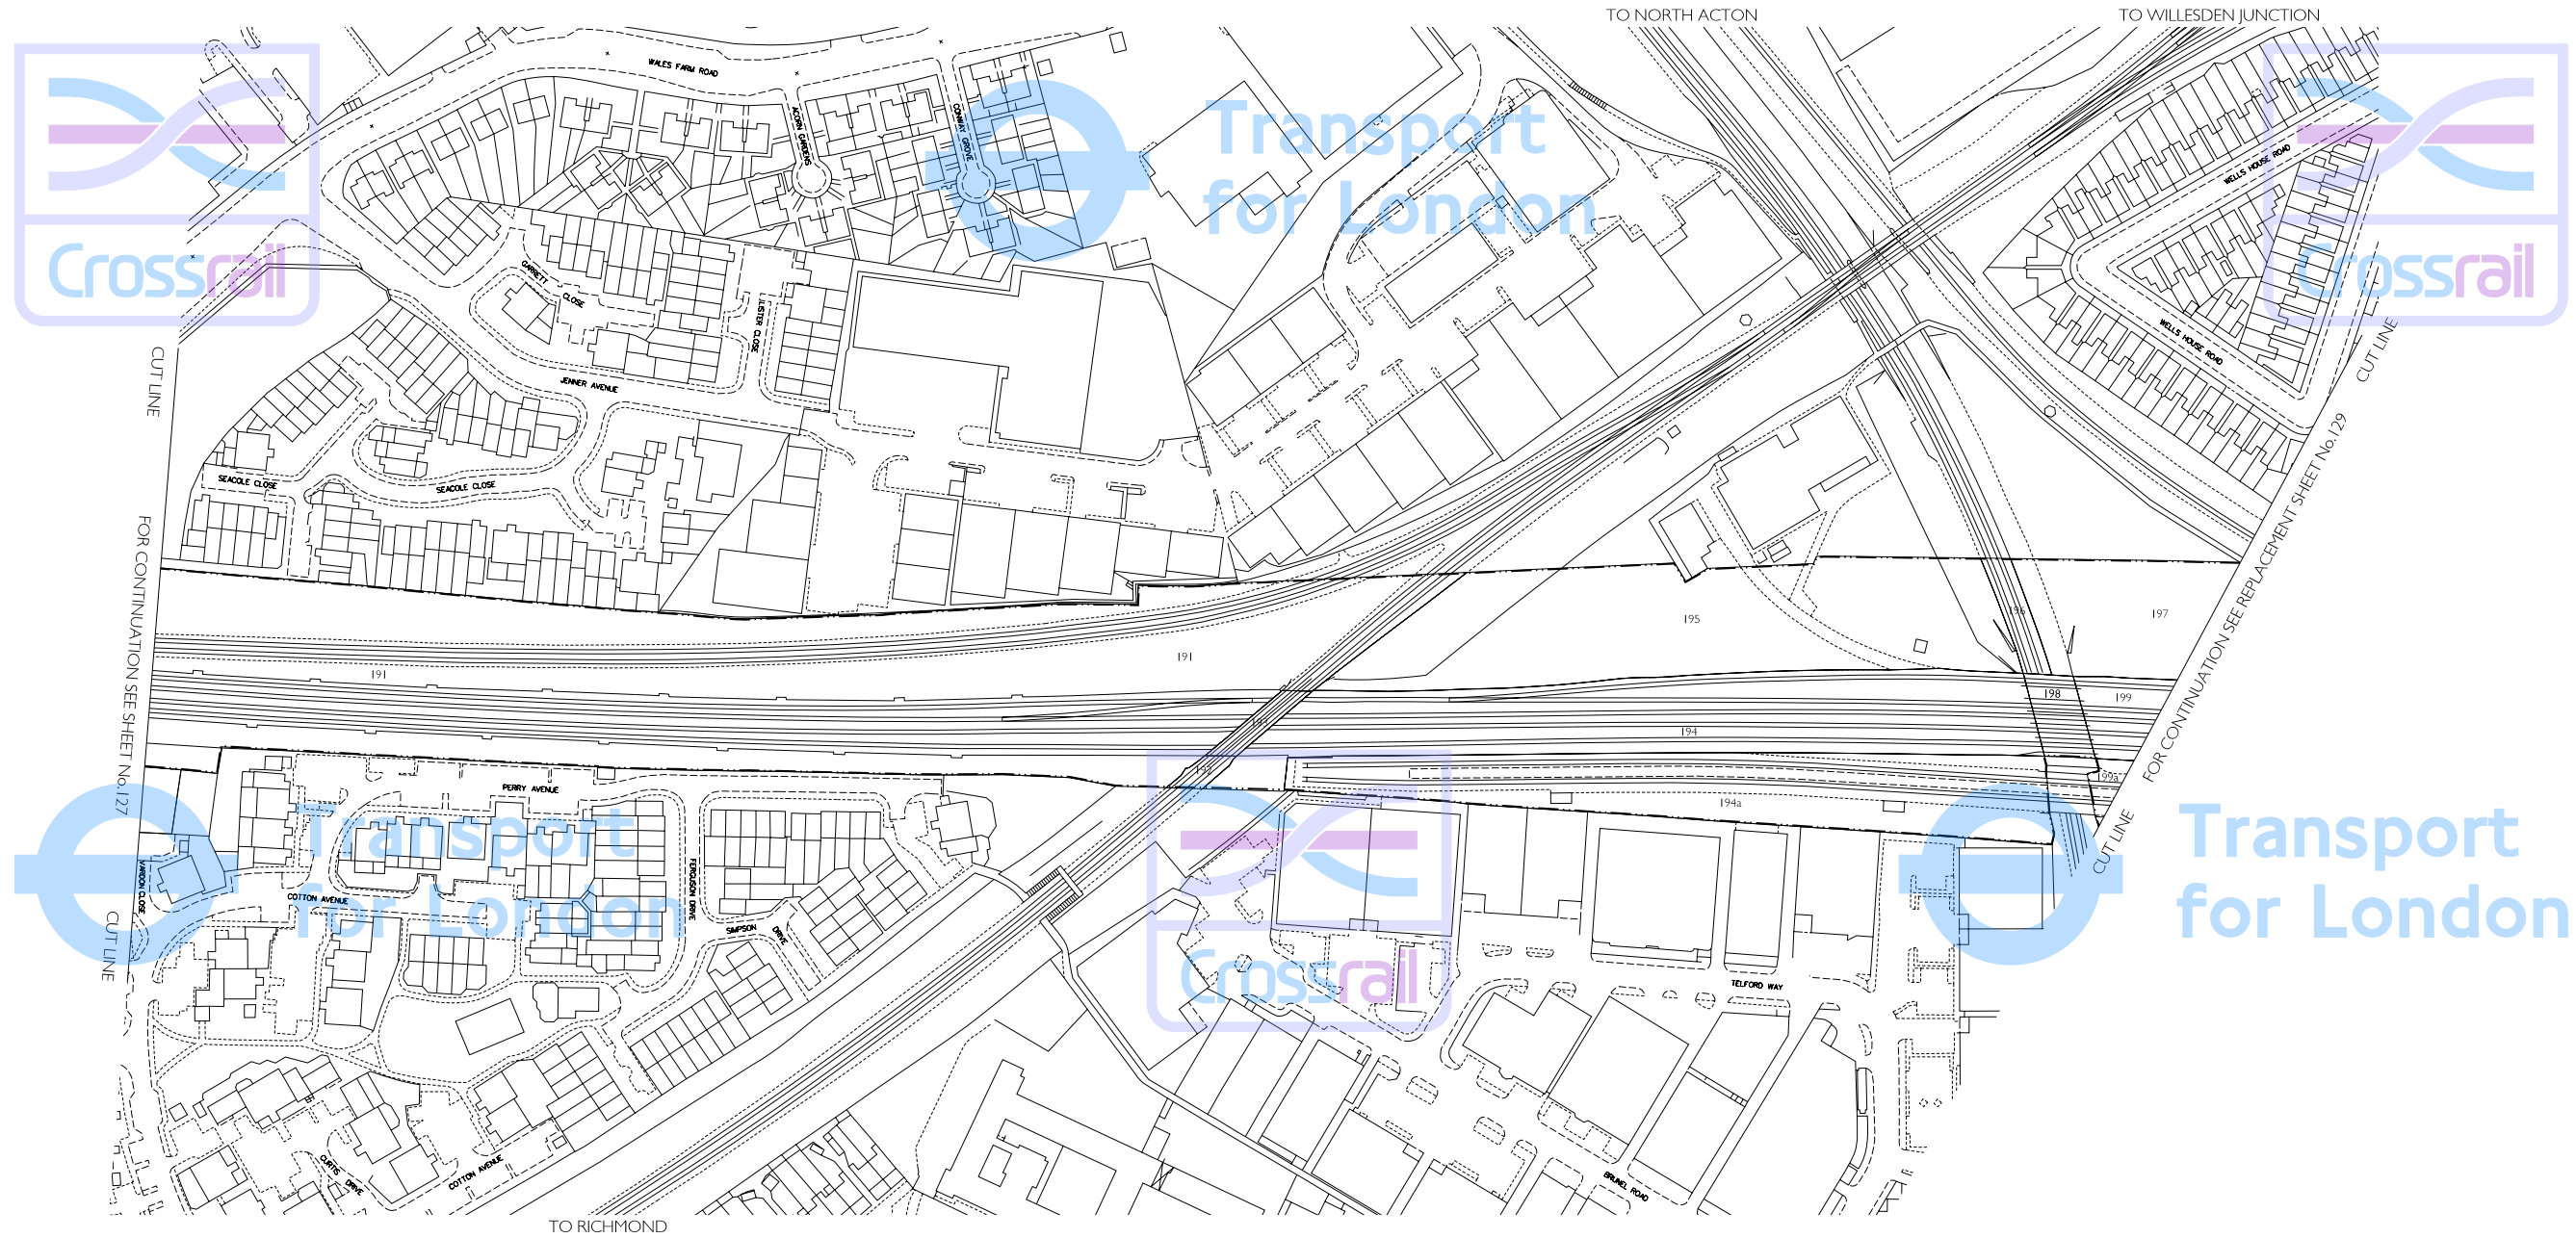 TO NORTH ACTON
TO WILLESDEN JUNCTION
WALES FARM ROAD
ACORN GARDENS
CONWAY GROVE
Transport
for London
Crossrail
Crossrail
WELLS HOUSE ROAD
WELLS HOUSE ROAD
GARRETT CLOSE
ULSTER CLOSE
JENNER AVENUE
CUT LINE
CUT LINE
SEACOLE CLOSE
SEACOLE CLOSE
FOR CONTINUATION SEE SHEET No.127
FOR CONTINUATION SEE REPLACEMENT SHEET No.129
195
196
197
191
191
198
199
194
199a
194a
PERRY AVENUE
Transport
for London
Crossrail
Transport
for London
CUT LINE
CUT LINE
COTTON AVENUE
FERGUSON DRIVE
SIMPSON DRIVE
TELFORD WAY
CURTIS DRIVE
COTTON AVENUE
BRUNEL ROAD
TO RICHMOND